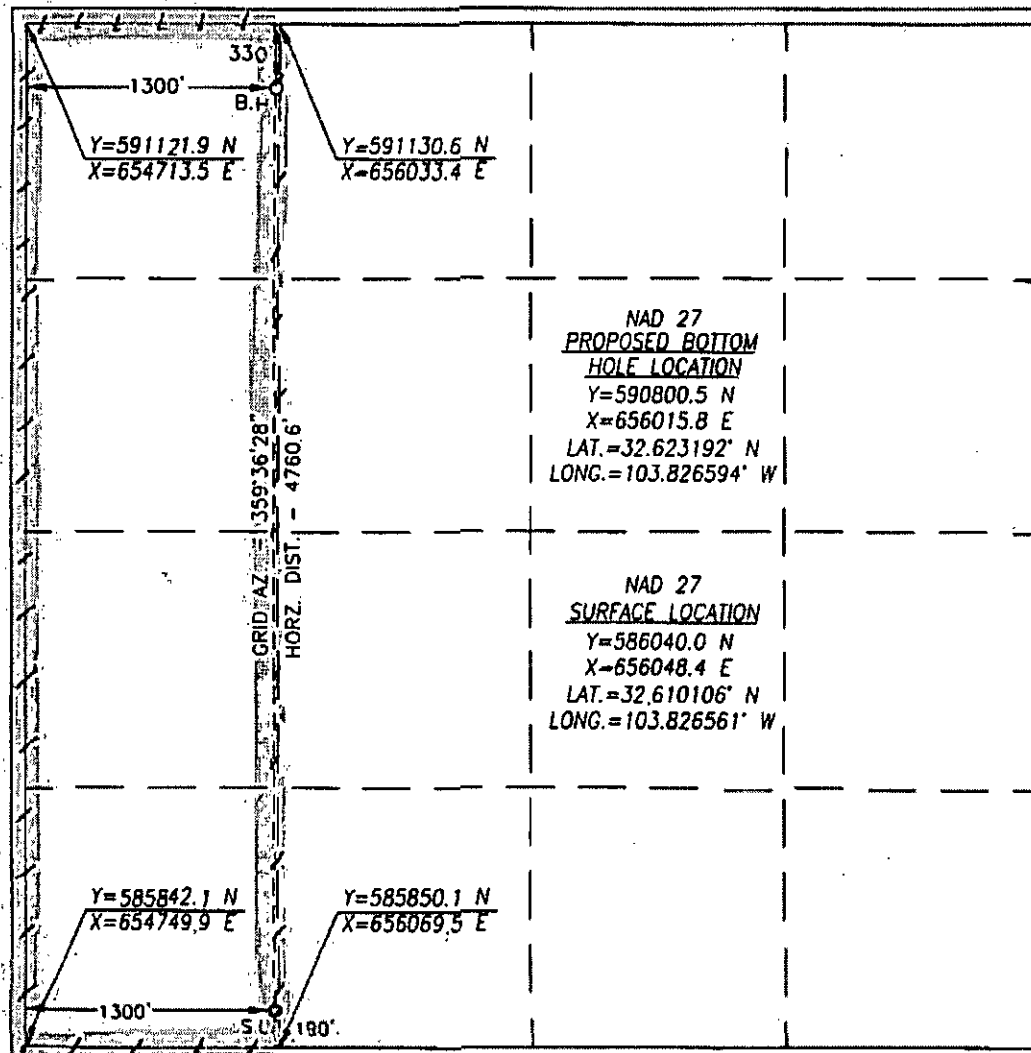 330'
1300'
B.H
Y=591121.9 N
X=654713.5 E
Y=591130.6 N
X=656033.4 E
NAD 27
PROPOSED BOTTOM
HOLE LOCATION
Y=590800.5 N
X=656015.8 E
LAT.=32.623192° N
LONG.=103.826594° W
GRID AZ. - 359°36'28"
HORZ. DIST. - 4760.6'
NAD 27
SURFACE LOCATION
Y=586040.0 N
X=656048.4 E
LAT.=32.610106° N
LONG.=103.826561° W
Y=585842.1 N
X=654749.9 E
Y=585850.1 N
X=656069.5 E
1300'
190'